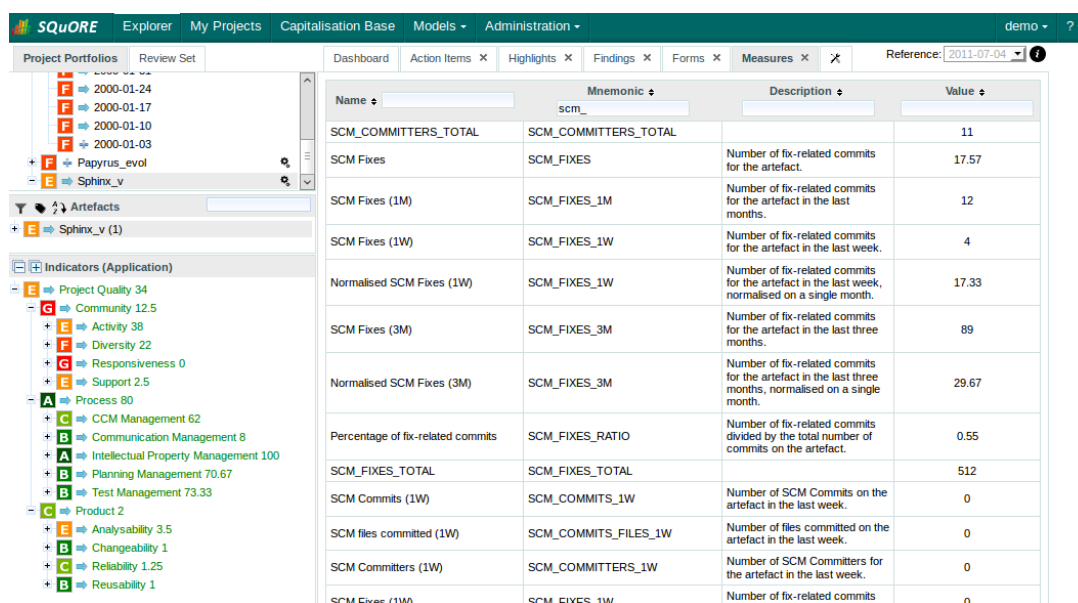 SQuORE Explorer My Projects Capitalisation Base Models Administration demo ?
Project Portfolios Review Set
F 2000-01-24
F 2000-01-17
F 2000-01-10
F 2000-01-03
F Papyrus_evol
E Sphinx_v
Artefacts
E Sphinx_v (1)
Indicators (Application)
E Project Quality 34
G Community 12.5
E Activity 38
F Diversity 22
G Responsiveness 0
E Support 2.5
A Process 80
C CCM Management 62
B Communication Management 8
A Intellectual Property Management 100
B Planning Management 70.67
B Test Management 73.33
C Product 2
E Analysability 3.5
B Changeability 1
C Reliability 1.25
B Reusability 1
Dashboard Action Items Highlights Findings Forms Measures Reference: 2011-07-04
Name Mnemonic Description Value
scm_
SCM_COMMITTERS_TOTAL SCM_COMMITTERS_TOTAL 11
SCM Fixes SCM_FIXES Number of fix-related commits 17.57
for the artefact.
SCM Fixes (1M) SCM_FIXES_1M Number of fix-related commits 12
for the artefact in the last
months.
SCM Fixes (1W) SCM_FIXES_1W Number of fix-related commits 4
for the artefact in the last week.
Normalised SCM Fixes (1W) SCM_FIXES_1W Number of fix-related commits 17.33
for the artefact in the last week,
normalised on a single month.
SCM Fixes (3M) SCM_FIXES_3M Number of fix-related commits 89
for the artefact in the last three
months.
Normalised SCM Fixes (3M) SCM_FIXES_3M Number of fix-related commits 29.67
for the artefact in the last three
months, normalised on a single
month.
Percentage of fix-related commits SCM_FIXES_RATIO Number of fix-related commits 0.55
divided by the total number of
commits on the artefact.
SCM_FIXES_TOTAL SCM_FIXES_TOTAL 512
SCM Commits (1W) SCM_COMMITS_1W Number of SCM Commits on the 0
artefact in the last week.
SCM files committed (1W) SCM_COMMITS_FILES_1W Number of files committed on the 0
artefact in the last week.
SCM Committers (1W) SCM_COMMITTERS_1W Number of SCM Committers for 0
the artefact in the last week.
SCM Fixes (1W) SCM_FIXES_1W Number of fix-related commits 0